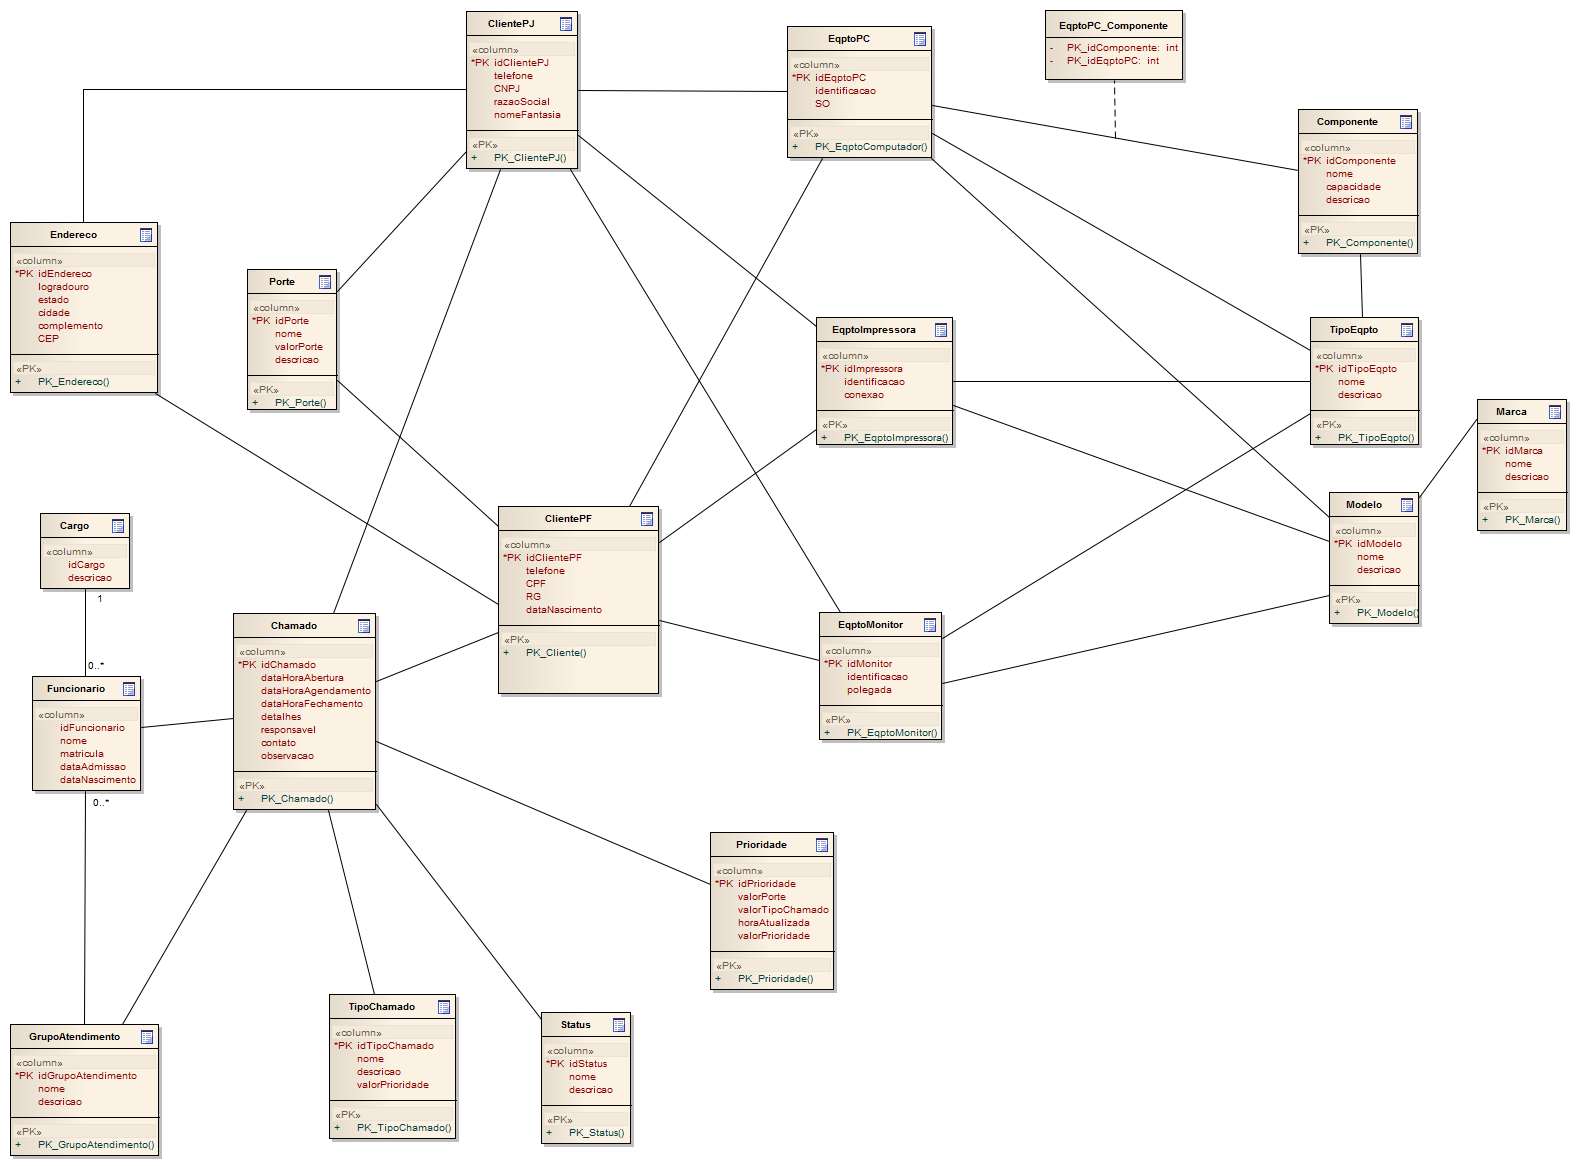 ClientePJ
«column»
*PK idClientePJ
telefone
CNPJ
razaoSocial
nomeFantasia
«PK»
+ PK_ClientePJ()
EqptoPC
«column»
*PK idEqptoPC
identificacao
SO
«PK»
+ PK_EqptoComputador()
EqptoPC_Componente
- PK_idComponente: int
- PK_idEqptoPC: int
Componente
«column»
*PK idComponente
nome
capacidade
descricao
«PK»
+ PK_Componente()
Endereco
«column»
*PK idEndereco
logradouro
estado
cidade
complemento
CEP
«PK»
+ PK_Endereco()
Porte
«column»
*PK idPorte
nome
valorPorte
descricao
«PK»
+ PK_Porte()
EqptoImpressora
«column»
*PK idImpressora
identificacao
conexao
«PK»
+ PK_EqptoImpressora()
TipoEqpto
«column»
*PK idTipoEqpto
nome
descricao
«PK»
+ PK_TipoEqpto()
Marca
«column»
*PK idMarca
nome
descricao
«PK»
+ PK_Marca()
Modelo
«column»
*PK idModelo
nome
descricao
«PK»
+ PK_Modelo()
Cargo
«column»
idCargo
descricao
1
0..*
ClientePF
«column»
*PK idClientePF
telefone
CPF
RG
dataNascimento
«PK»
+ PK_Cliente()
Chamado
«column»
*PK idChamado
dataHoraAbertura
dataHoraAgendamento
dataHoraFechamento
detalhes
responsavel
contato
observacao
«PK»
+ PK_Chamado()
EqptoMonitor
«column»
*PK idMonitor
identificacao
polegada
«PK»
+ PK_EqptoMonitor()
Funcionario
«column»
idFuncionario
nome
matricula
dataAdmissao
dataNascimento
0..*
Prioridade
«column»
*PK idPrioridade
valorPorte
valorTipoChamado
horaAtualizada
valorPrioridade
«PK»
+ PK_Prioridade()
GrupoAtendimento
«column»
*PK idGrupoAtendimento
nome
descricao
«PK»
+ PK_GrupoAtendimento()
TipoChamado
«column»
*PK idTipoChamado
nome
descricao
valorPrioridade
«PK»
+ PK_TipoChamado()
Status
«column»
*PK idStatus
nome
descricao
«PK»
+ PK_Status()